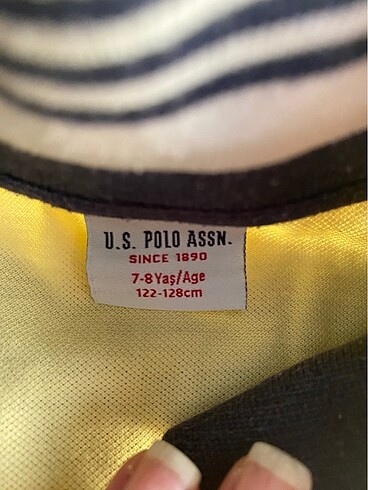 U.S. POLO ASSN.
SINCE 1890
7-8 Yaş/Age
122-128cm